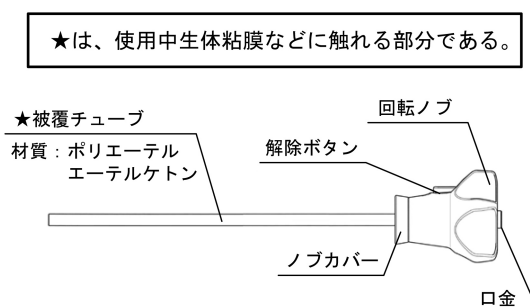 ★は、使用中生体粘膜などに触れる部分である。
回転ノブ
★被覆チューブ
解除ボタン
材質：ポリエーテル
エーテルケトン
ノブカバー
口金